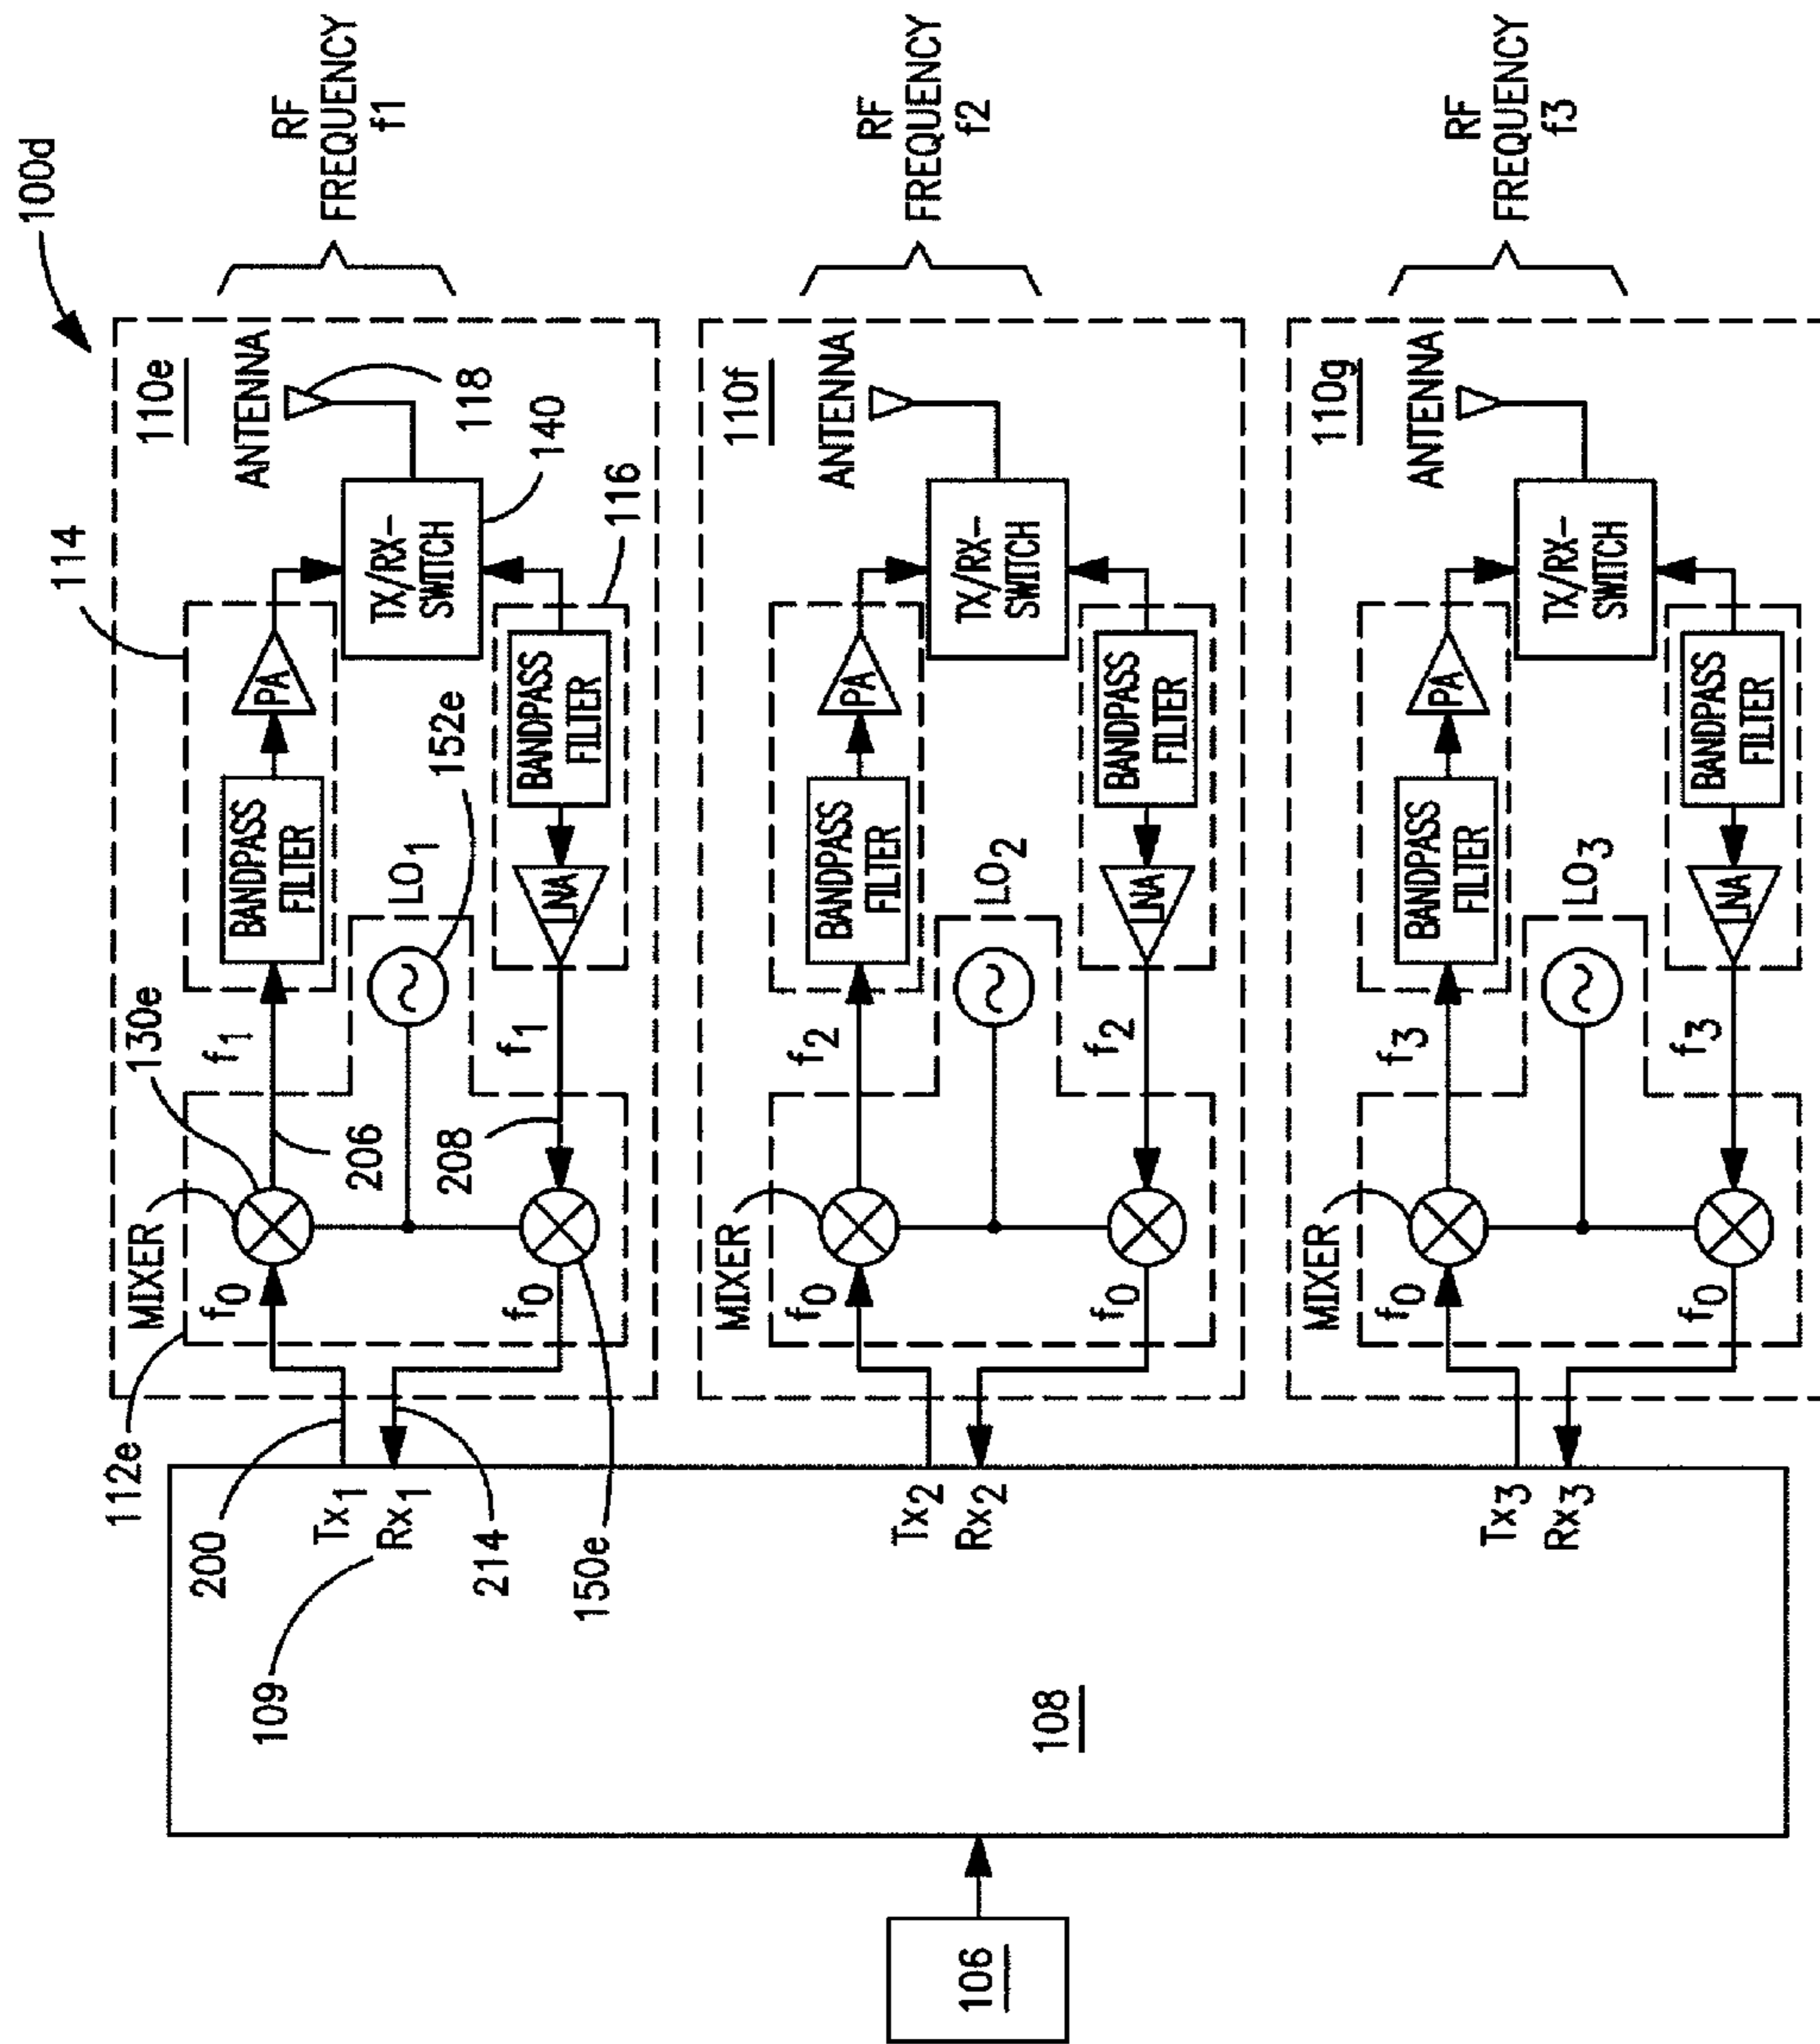 100d
RF
FREQUENCY
f1
RF
FREQUENCY
f2
RF
FREQUENCY
f3
110e
ANTENNA
118
140
116
114
TX/RX-
SWITCH
PA
BANDPASS
FILTER
BANDPASS
FILTER
LNA
152e
LO1
130e
f1
f1
206
208
MIXER
f0
f0
112e
150e
200
214
Tx1
Rx1
109
110f
ANTENNA
TX/RX-
SWITCH
PA
BANDPASS
FILTER
BANDPASS
FILTER
LNA
LO2
f2
f2
MIXER
f0
f0
Tx2
Rx2
110g
ANTENNA
TX/RX-
SWITCH
PA
BANDPASS
FILTER
BANDPASS
FILTER
LNA
LO3
f3
f3
MIXER
f0
f0
Tx3
Rx3
108
106